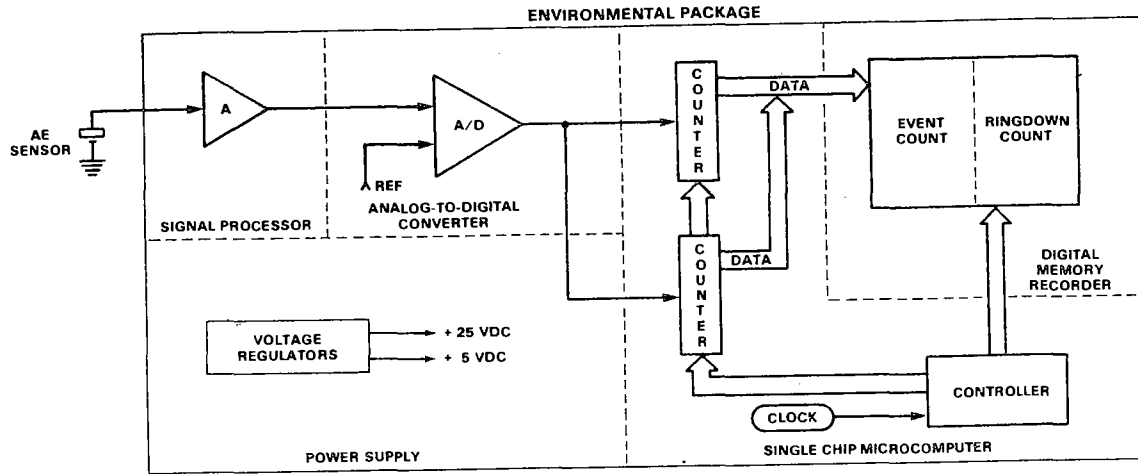 ENVIRONMENTAL PACKAGE
AE
SENSOR
A
SIGNAL PROCESSOR
A/D
REF
ANALOG-TO-DIGITAL
CONVERTER
COUNTER
DATA
COUNTER
DATA
EVENT
COUNT
RINGDOWN
COUNT
DIGITAL
MEMORY
RECORDER
VOLTAGE
REGULATORS
+ 25 VDC
+ 5 VDC
POWER SUPPLY
CONTROLLER
CLOCK
SINGLE CHIP MICROCOMPUTER